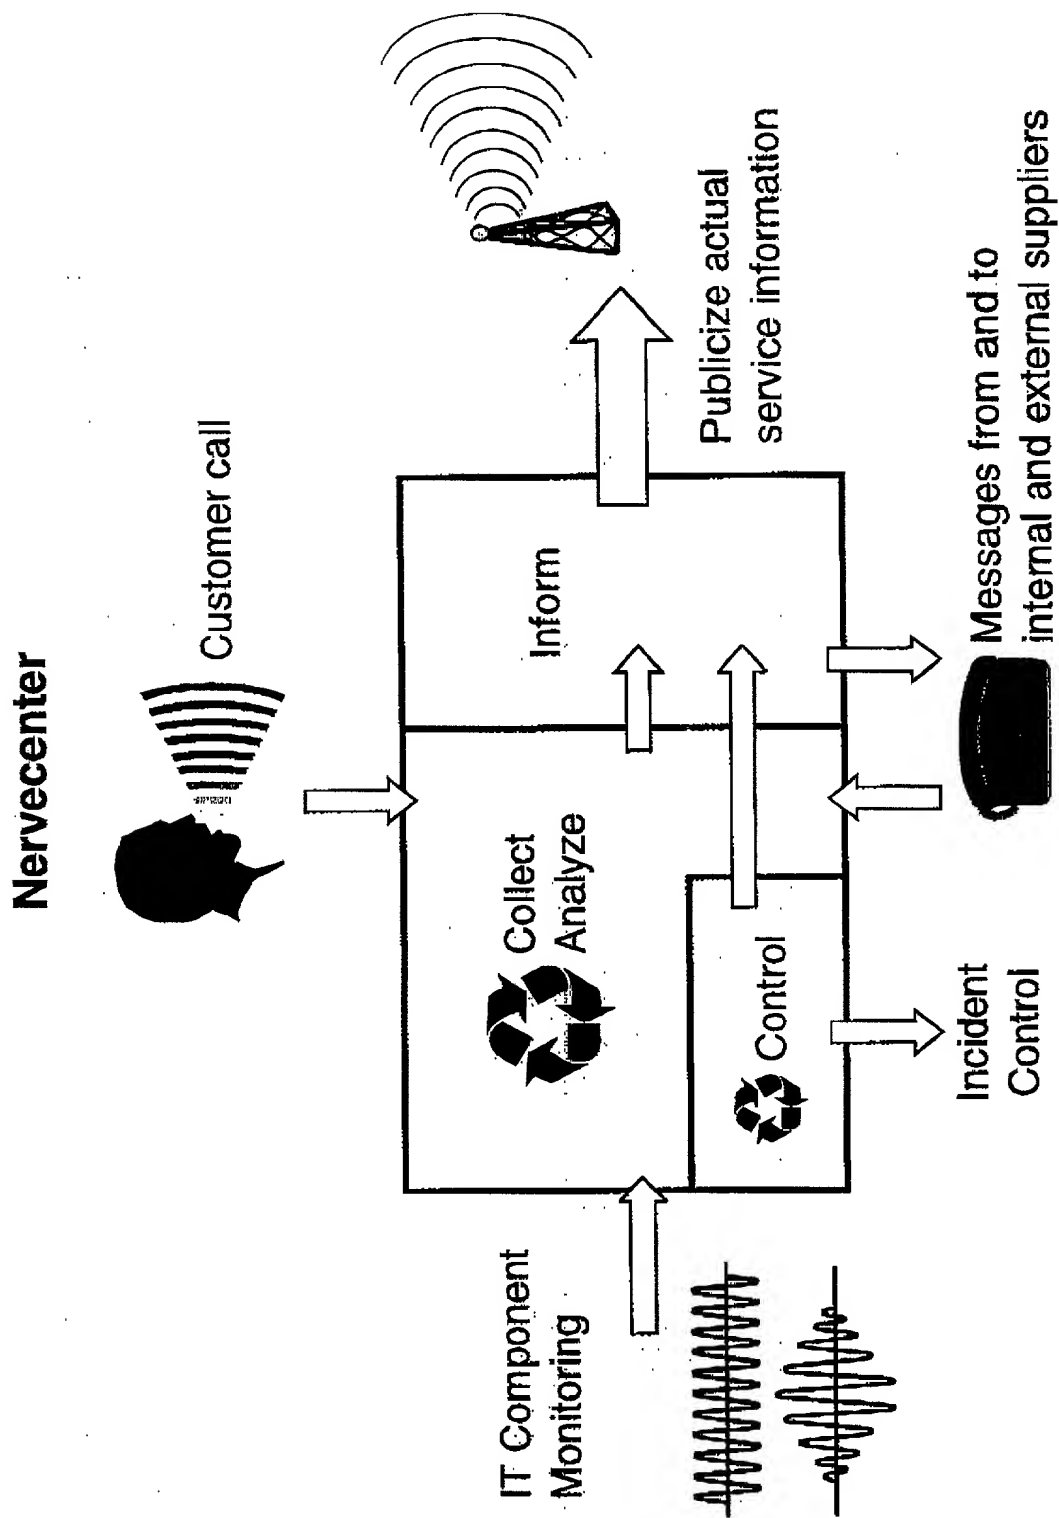 Nervecenter
Customer call
IT Component
Monitoring
Collect
Analyze
Inform
Control
Publicize actual
service information
Incident
Control
Messages from and to
internal and external suppliers